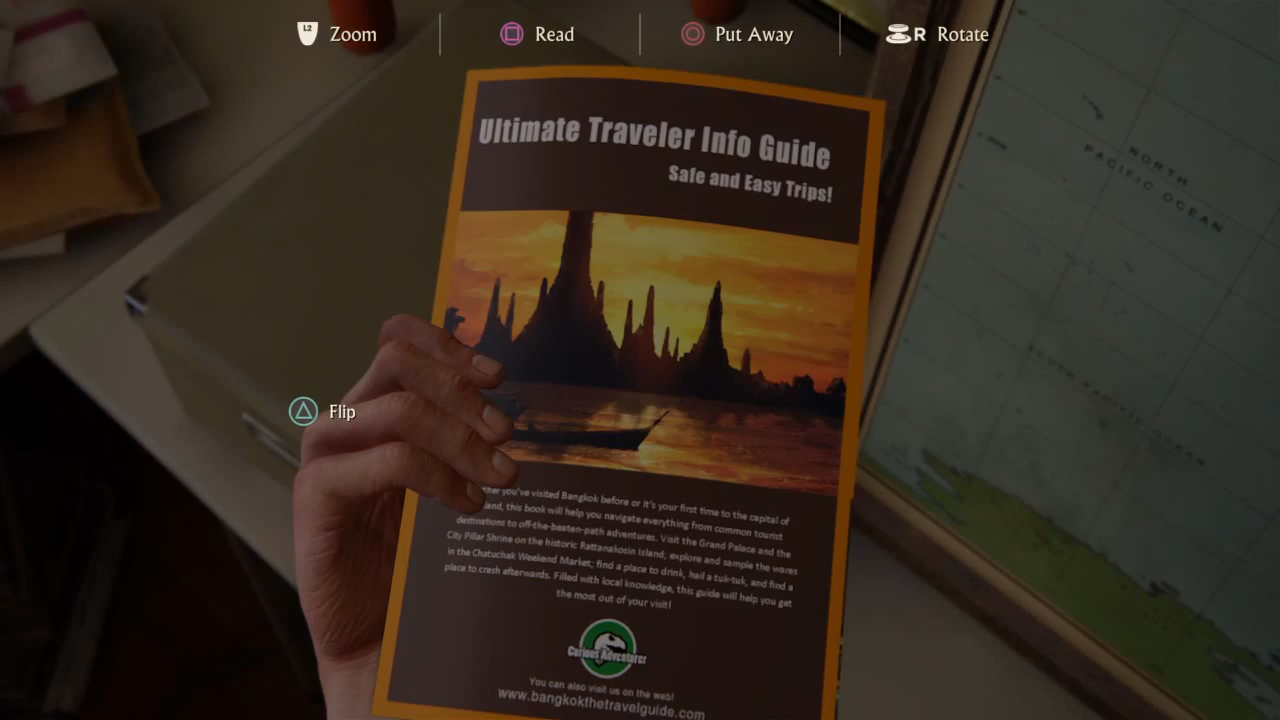 L2 Zoom
Read
Put Away
R Rotate
Ultimate Traveler Info Guide
Safe and Easy Trips!
NORTH
PACIFIC OCEAN
SOUTH PACIFIC OCEAN
Flip
you've visited Bangkok before or it's your first time to the capital of
this book will help you navigate everything from common tourist
destinations to off-the-beaten-path adventures. Visit the Grand Palace and the
City Pillar Shrine on the historic Rattanakosin Island; explore and sample the wares
in the Chatuchak Weekend Market; find a place to drink, hail a tuk-tuk, and find a
place to crash afterwards. Filled with local knowledge, this guide will help you get
the most out of your visit!
Curious Adventurer
You can also visit us on the web!
www.bangkokthetravelguide.com